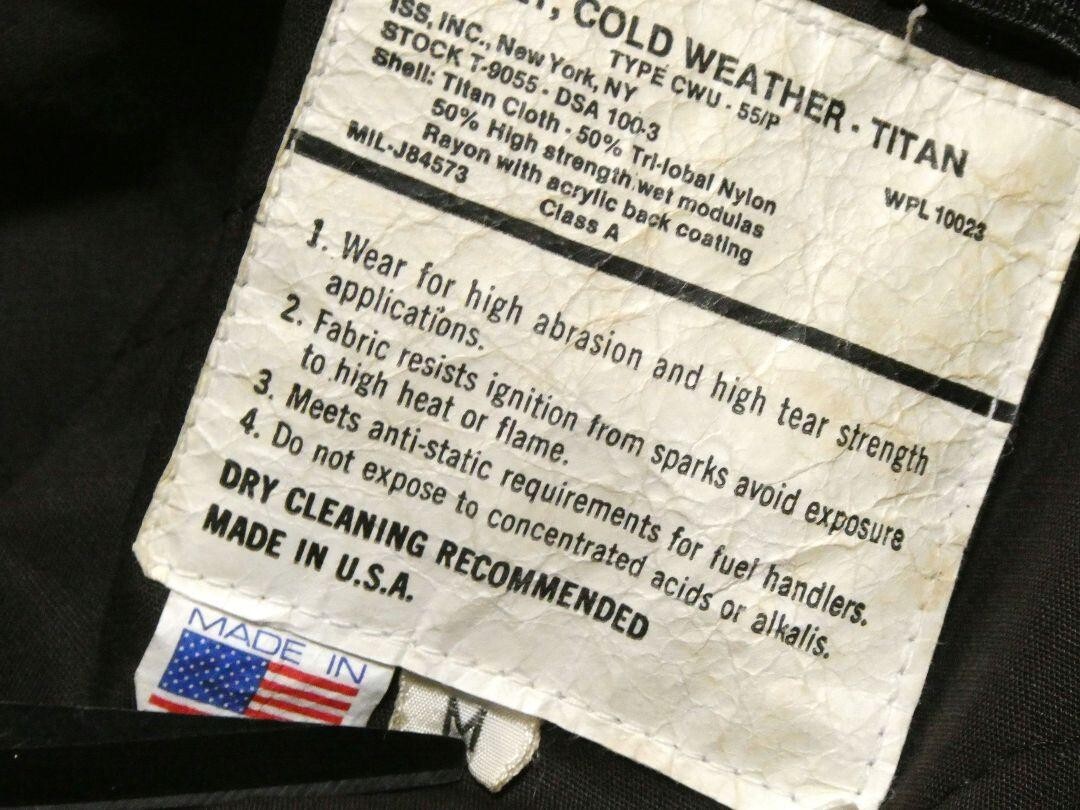 , COLD WEATHER - TITAN
TYPE CWU - 55/P
ISS, INC., New York, NY
WPL 10023
STOCK T-9055 - DSA 100-3
Shell: Titan Cloth - 50% Tri-lobal Nylon
50% High strength wet modulas
Rayon with acrylic back coating
MIL-J84573
Class A
1. Wear for high abrasion and high tear strength
applications.
2. Fabric resists ignition from sparks avoid exposure
to high heat or flame.
3. Meets anti-static requirements for fuel handlers.
4. Do not expose to concentrated acids or alkalis.
DRY CLEANING RECOMMENDED
MADE IN U.S.A.
MADE IN
M